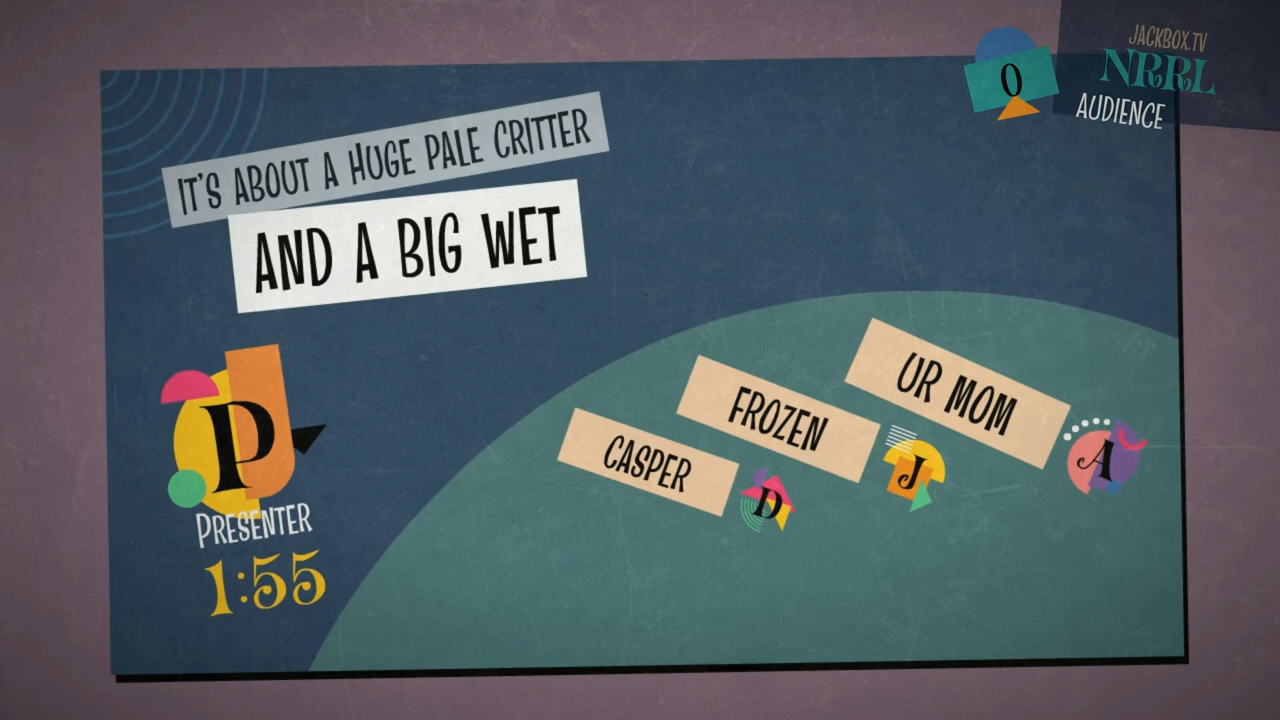 JACKBOX.TV
NRRL
0
AUDIENCE
IT'S ABOUT A HUGE PALE CRITTER
AND A BIG WET
UR MOM
FROZEN
CASPER
A
J
D
P
PRESENTER
1:55